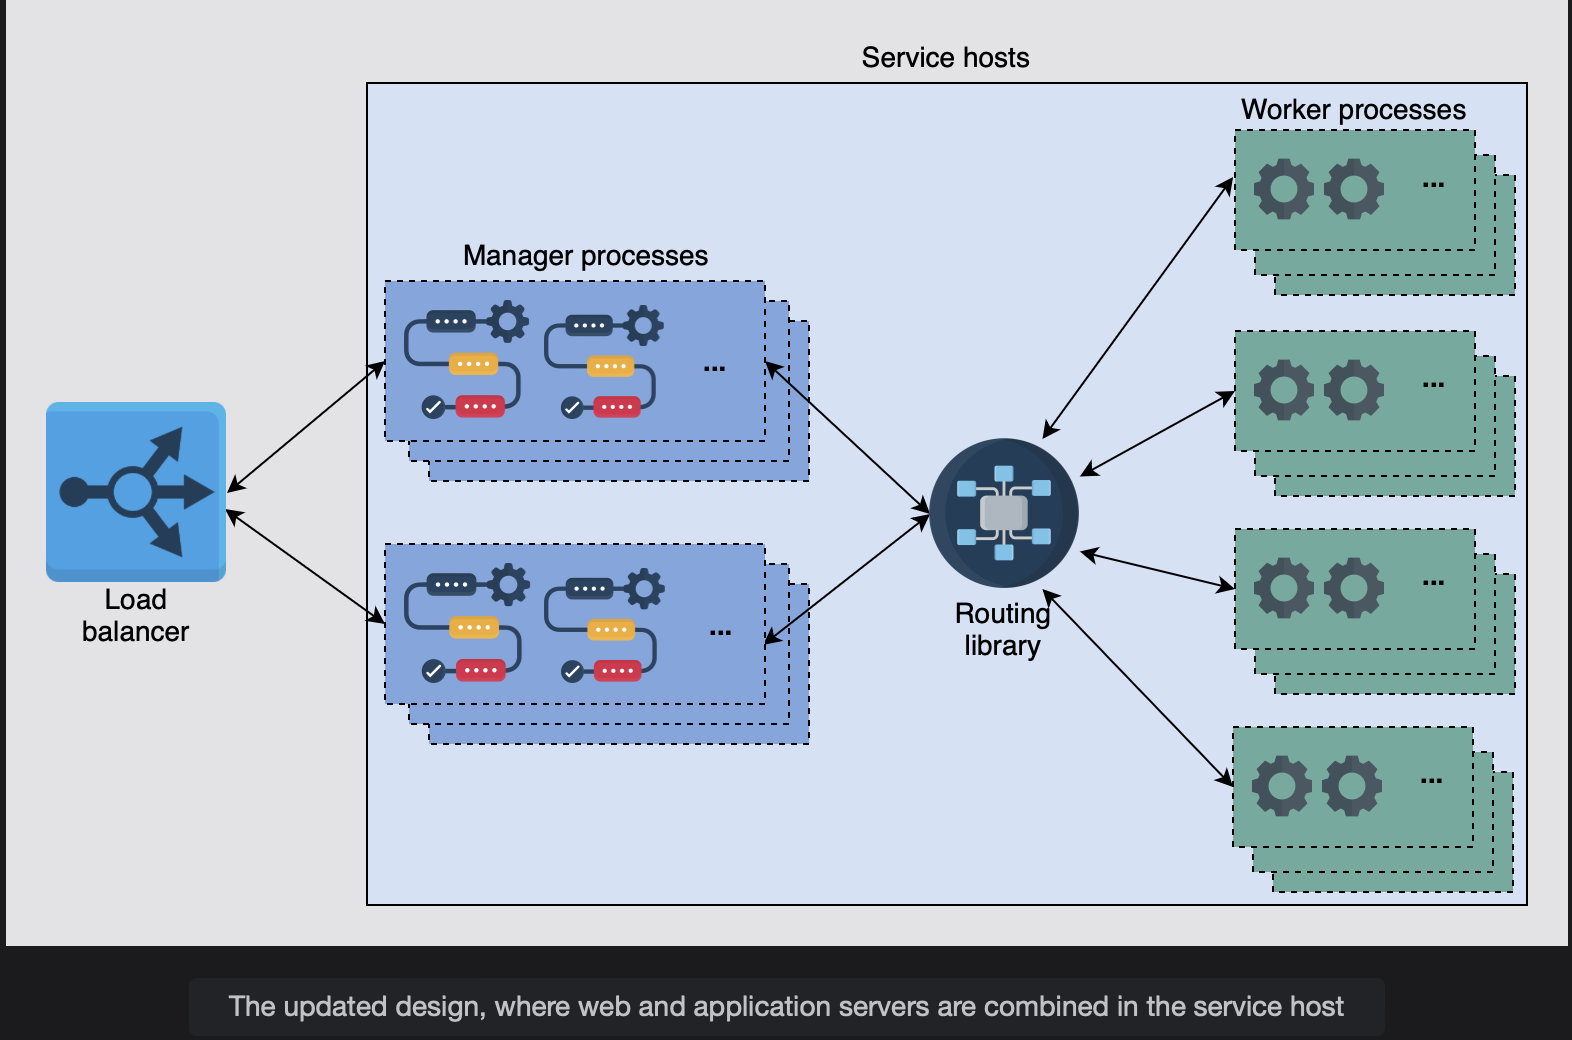 Service hosts
Worker processes
...
Manager processes
...
...
...
...
Load
balancer
Routing
library
...
...
The updated design, where web and application servers are combined in the service host